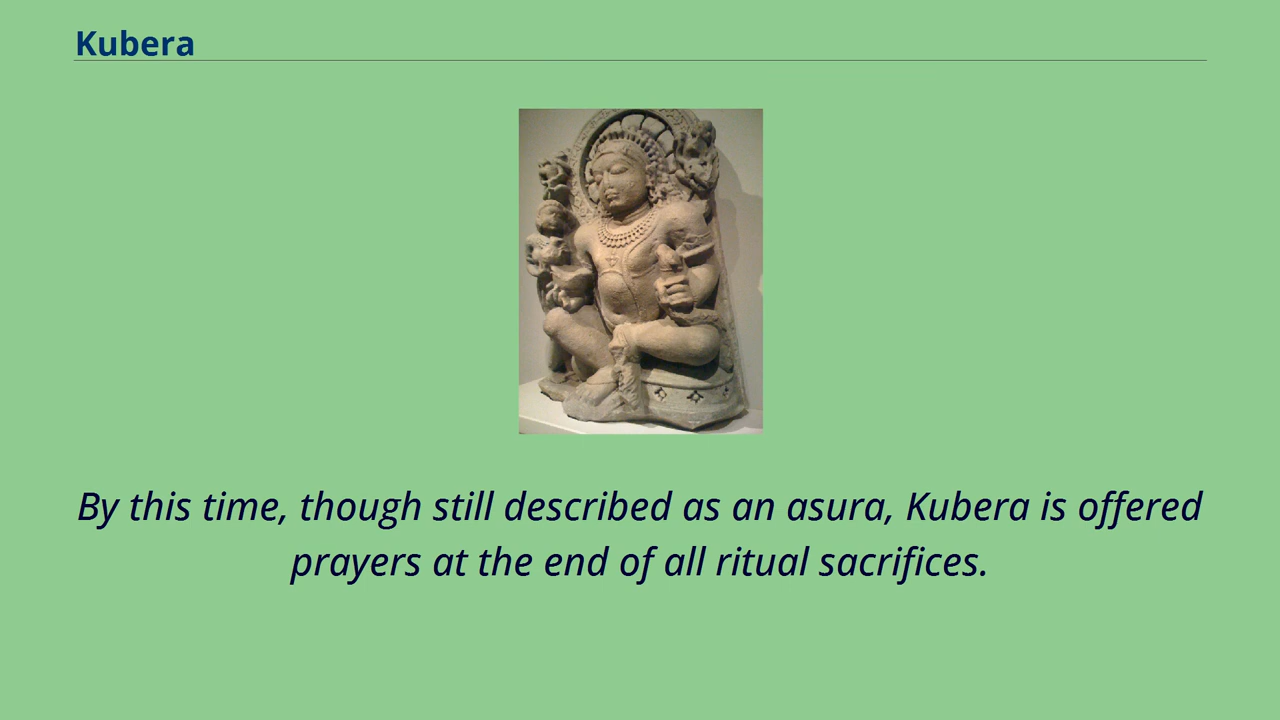 Kubera
By this time, though still described as an asura, Kubera is offered
prayers at the end of all ritual sacrifices.